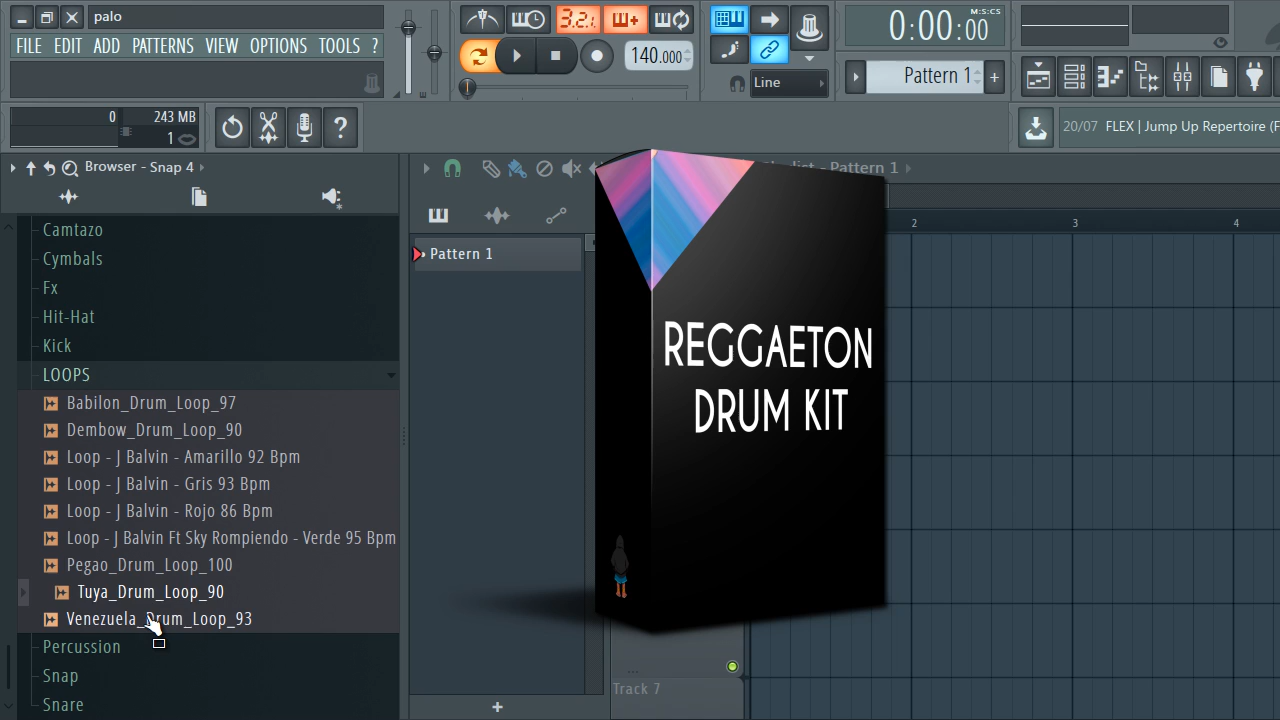 palo
FILE EDIT ADD PATTERNS VIEW OPTIONS TOOLS ?
3.2.1
140.000
Line
0:00:00
M:S:CS
Pattern 1
0
243 MB
1
?
20/07 FLEX | Jump Up Repertoire (F
Browser - Snap 4
Camtazo
Cymbals
Fx
Hit-Hat
Kick
LOOPS
Babilon_Drum_Loop_97
Dembow_Drum_Loop_90
Loop - J Balvin - Amarillo 92 Bpm
Loop - J Balvin - Gris 93 Bpm
Loop - J Balvin - Rojo 86 Bpm
Loop - J Balvin Ft Sky Rompiendo - Verde 95 Bpm
Pegao_Drum_Loop_100
Tuya_Drum_Loop_90
Venezuela_Drum_Loop_93
Percussion
Snap
Snare
- Pattern 1
2 3 4
Pattern 1
REGGAETON
DRUM KIT
Track 7